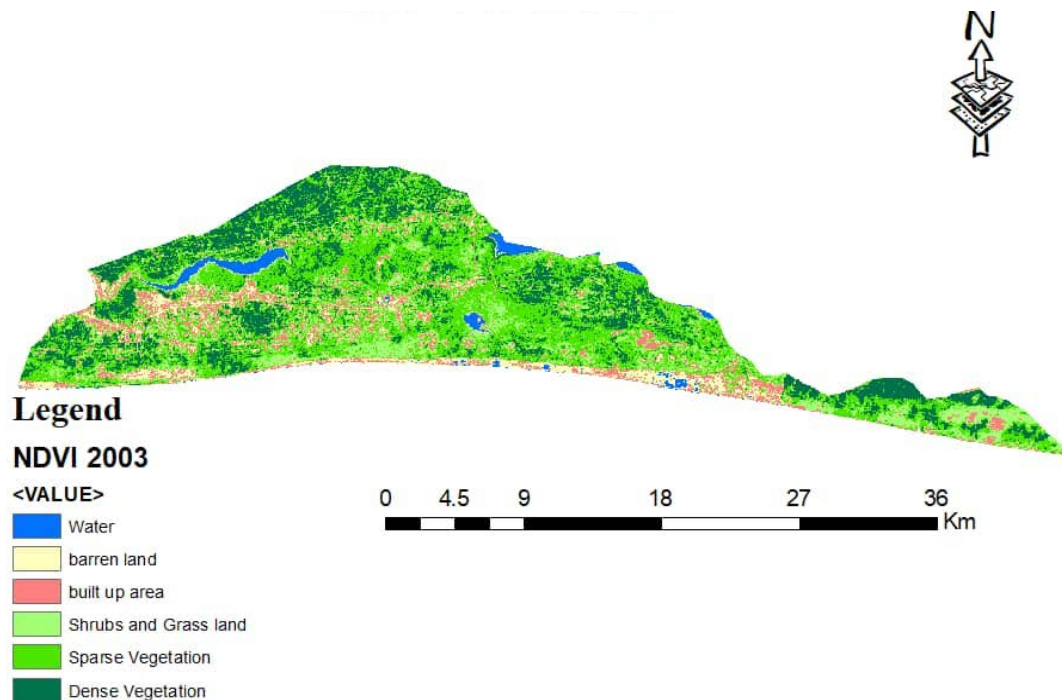 N
Legend
NDVI 2003
<VALUE>
Water
barren land
built up area
Shrubs and Grass land
Sparse Vegetation
Dense Vegetation
0 4.5 9 18 27 36
Km